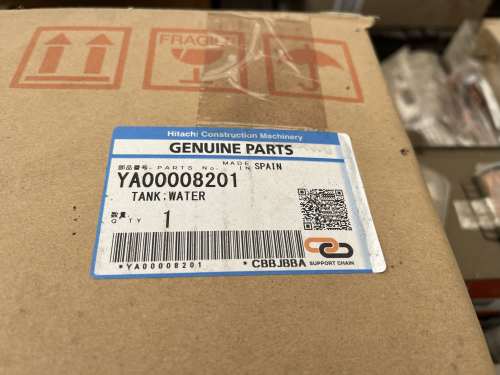 FRAGILE
Hitachi Construction Machinery
GENUINE PARTS
部品番号-PARTS No. MADE IN SPAIN
YA00008201
TANK;WATER
数量 Q'TY 1
*YA00008201 * CBBJBBA
SUPPORT CHAIN